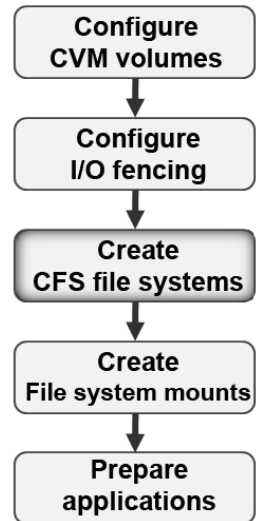 Configure
CVM volumes
Configure
I/O fencing
Create
CFS file systems
Create
File system mounts
Prepare
applications